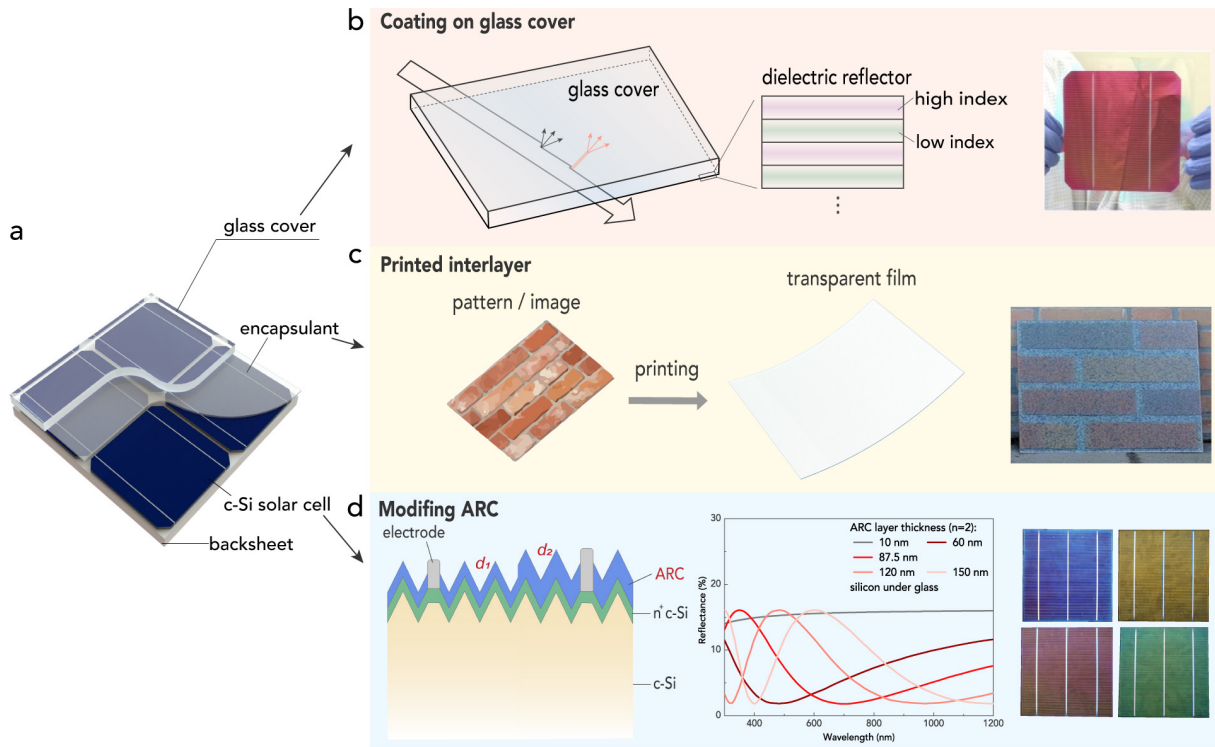 a
glass cover
encapsulant
c-Si solar cell
backsheet
b
Coating on glass cover
glass cover
dielectric reflector
high index
low index
c
Printed interlayer
pattern / image
printing
transparent film
d
Modifing ARC
electrode
d₁
d₂
ARC
n⁺ c-Si
c-Si
Reflectance (%)
30
20
10
0
400
600
800
1000
1200
Wavelength (nm)
ARC layer thickness (n=2):
10 nm
60 nm
87.5 nm
120 nm
150 nm
silicon under glass